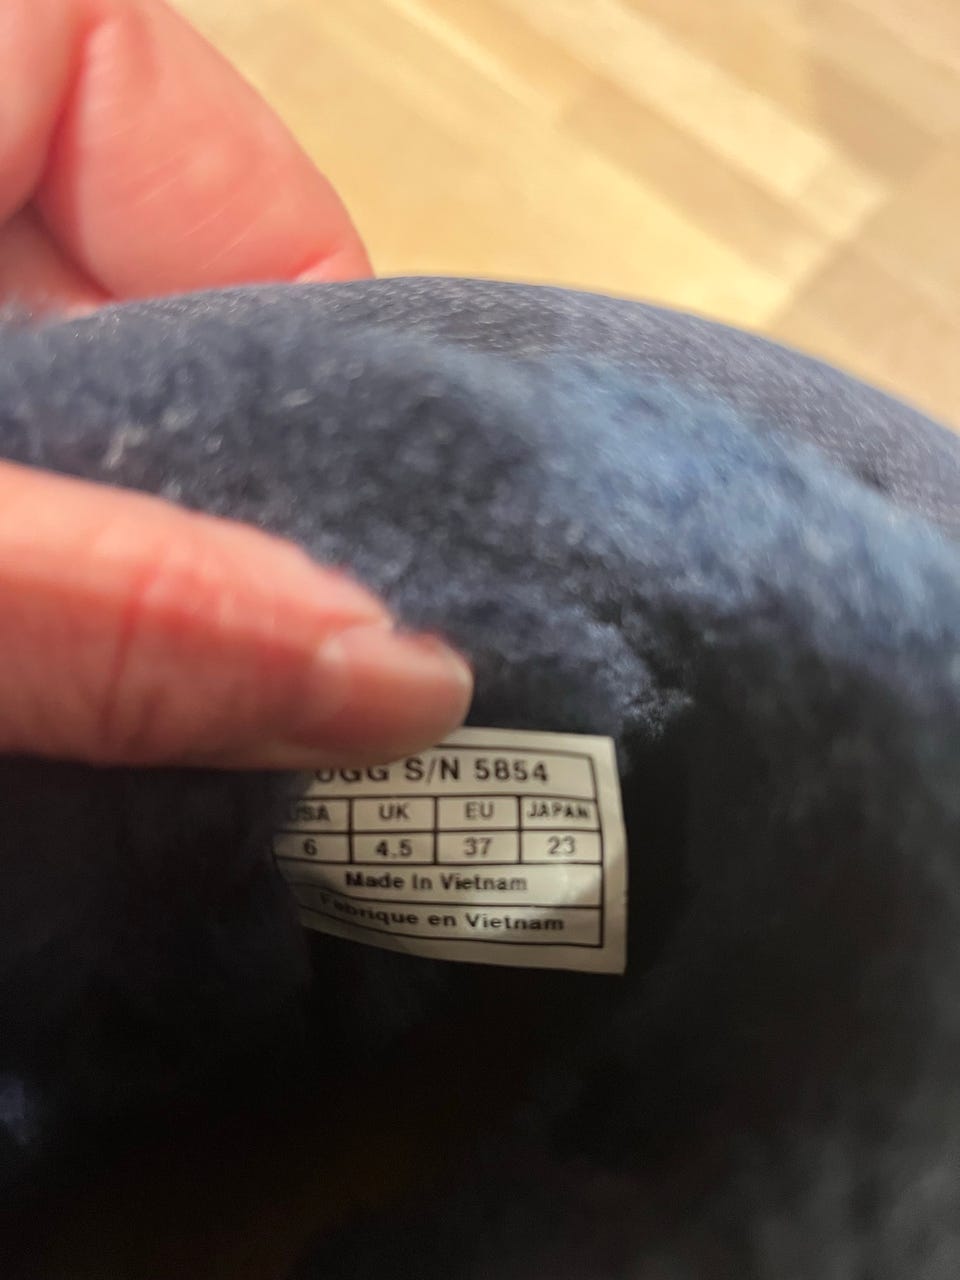 UGG S/N 5854
USA UK EU JAPAN
6 4.5 37 23
Made In Vietnam
Fabrique en Vietnam